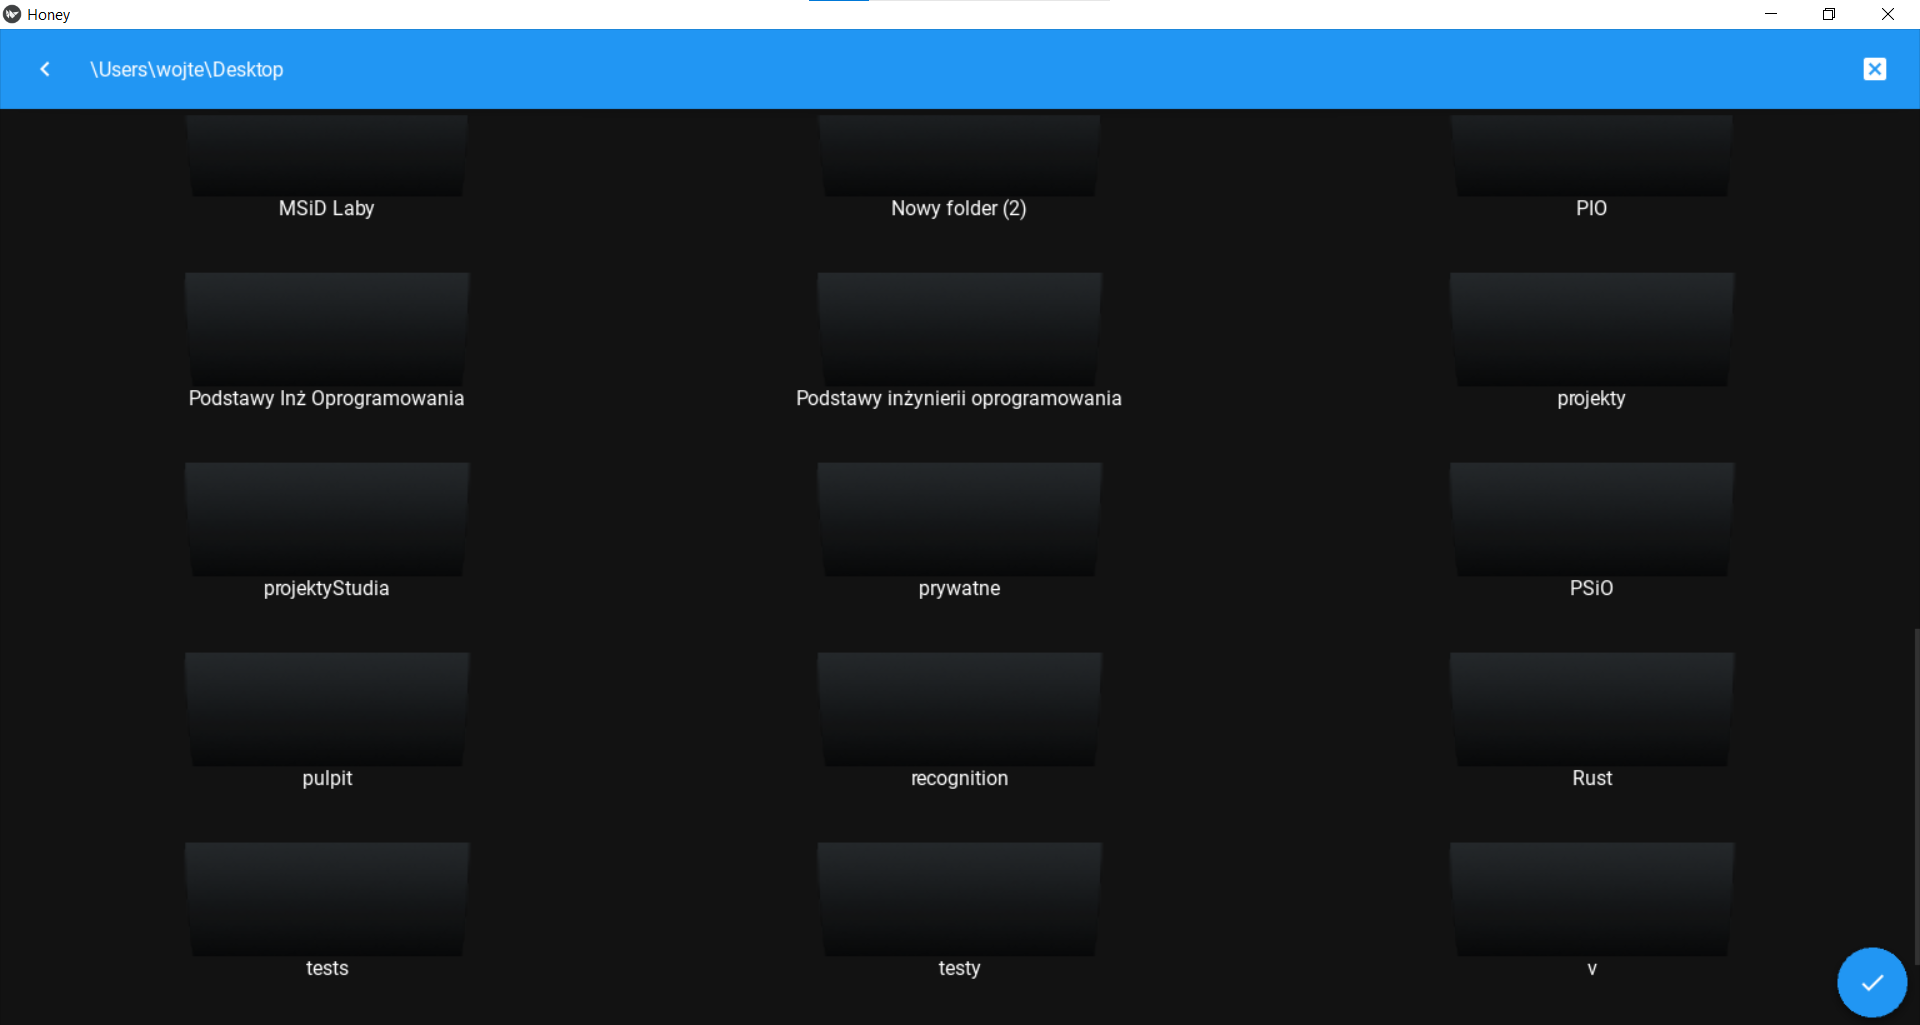 Honey
\Users\wojte\Desktop
MSiD Laby
Nowy folder (2)
PIO
Podstawy Inż Oprogramowania
Podstawy inżynierii oprogramowania
projekty
projektyStudia
prywatne
PSiO
pulpit
recognition
Rust
tests
testy
v